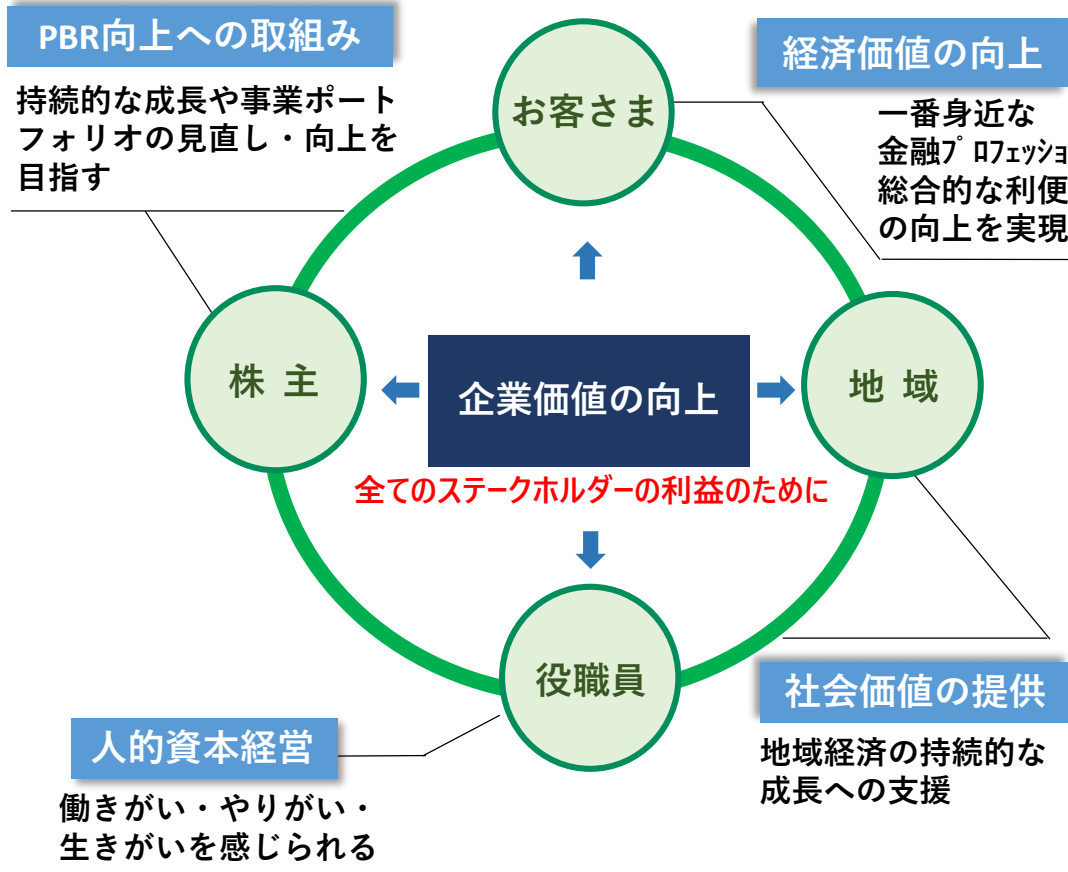 PBR向上への取組み
持続的な成長や事業ポート
フォリオの見直し・向上を
目指す
お客さま
経済価値の向上
一番身近な
金融プロフェッショ
総合的な利便
の向上を実現
株 主
企業価値の向上
地 域
全てのステークホルダーの利益のために
役職員
人的資本経営
働きがい・やりがい・
生きがいを感じられる
社会価値の提供
地域経済の持続的な
成長への支援